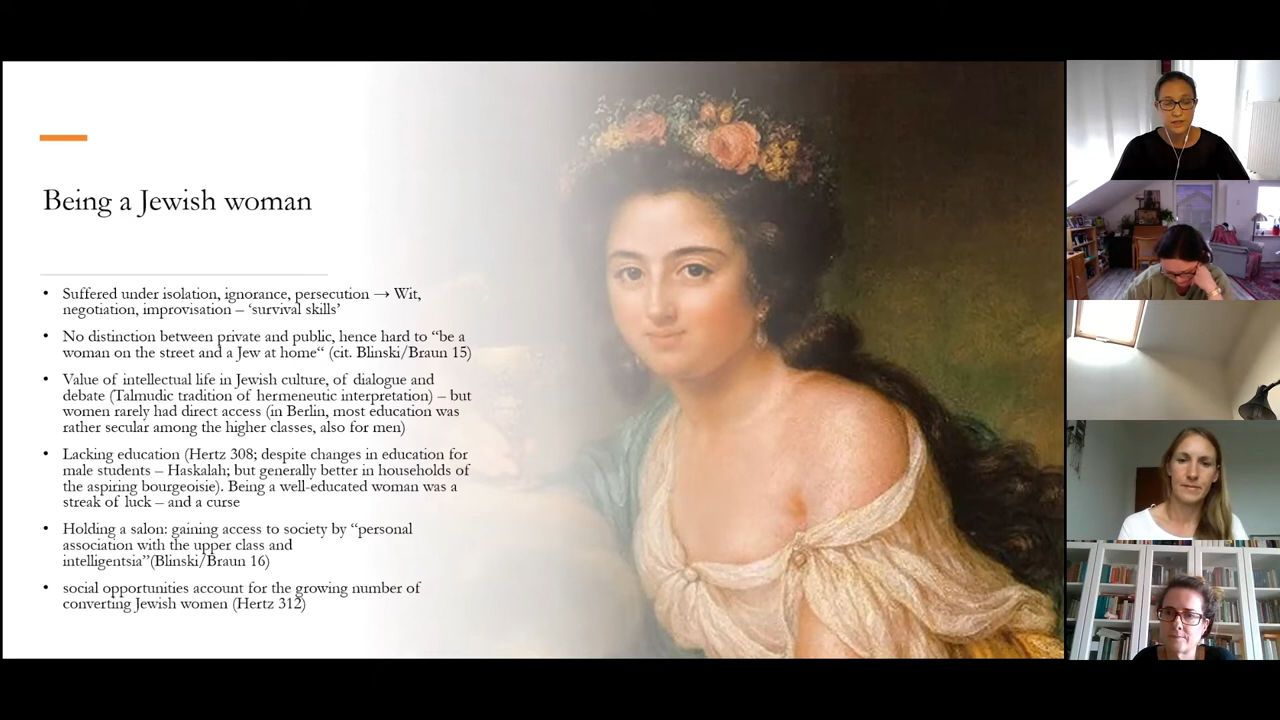 Being a Jewish woman
• Suffered under isolation, ignorance, persecution → Wit,
negotiation, improvisation – ‘survival skills’
• No distinction between private and public, hence hard to “be a
woman on the street and a Jew at home“ (cit. Blinski/Braun 15)
• Value of intellectual life in Jewish culture, of dialogue and
debate (Talmudic tradition of hermeneutic interpretation) – but
women rarely had direct access (in Berlin, most education was
rather secular among the higher classes, also for men)
• Lacking education (Hertz 308; despite changes in education for
male students – Haskalah; but generally better in households of
the aspiring bourgeoisie). Being a well-educated woman was a
streak of luck – and a curse
• Holding a salon: gaining access to society by “personal
association with the upper class and
intelligentsia”(Blinski/Braun 16)
• social opportunities account for the growing number of
converting Jewish women (Hertz 312)